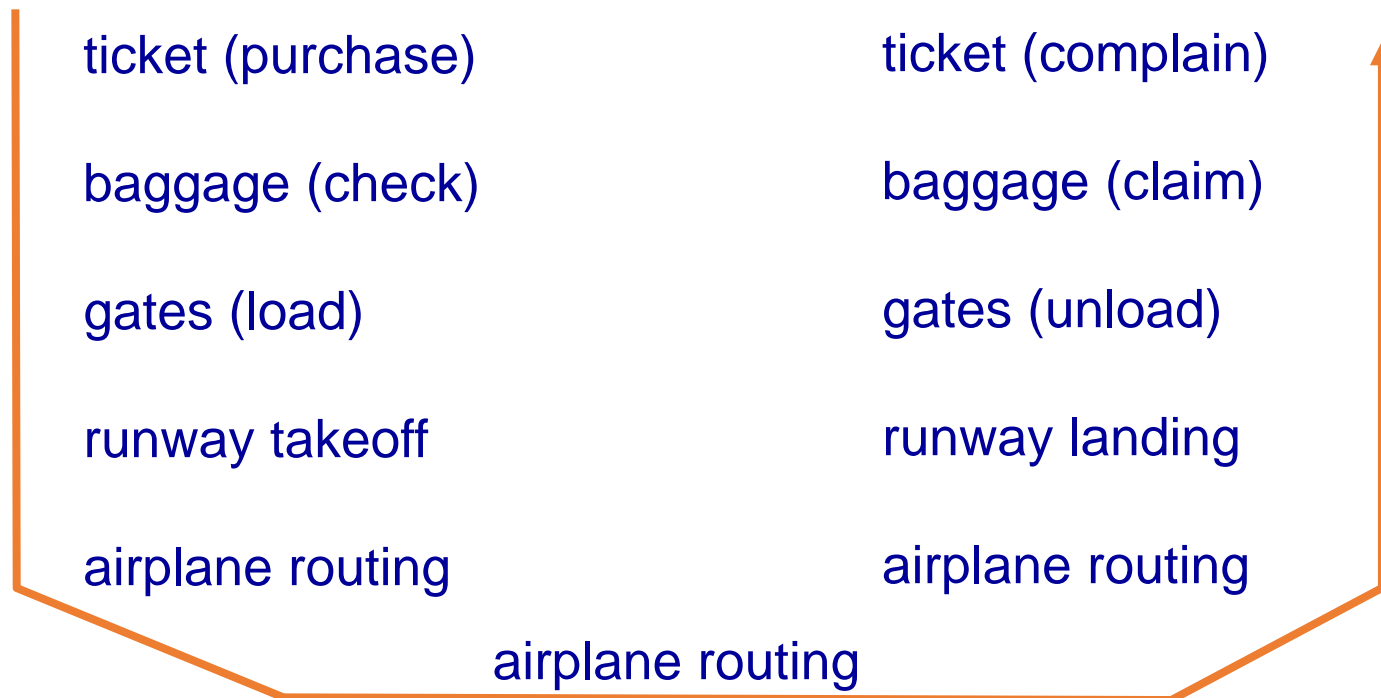 ticket (purchase)
baggage (check)
gates (load)
runway takeoff
airplane routing
airplane routing
ticket (complain)
baggage (claim)
gates (unload)
runway landing
airplane routing